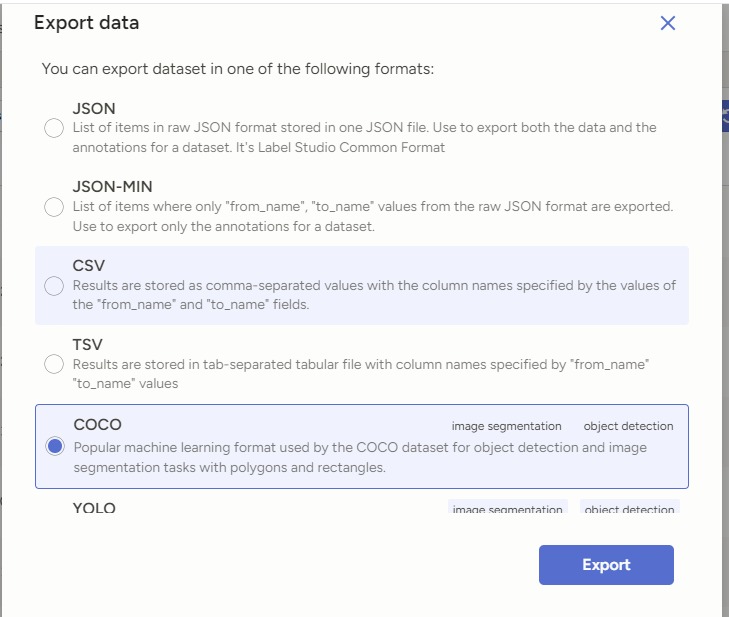 Export data
You can export dataset in one of the following formats:
JSON
List of items in raw JSON format stored in one JSON file. Use to export both the data and the
annotations for a dataset. It's Label Studio Common Format
JSON-MIN
List of items where only "from_name", "to_name" values from the raw JSON format are exported.
Use to export only the annotations for a dataset.
CSV
Results are stored as comma-separated values with the column names specified by the values of
the "from_name" and "to_name" fields.
TSV
Results are stored in tab-separated tabular file with column names specified by "from_name"
"to_name" values
COCO image segmentation object detection
Popular machine learning format used by the COCO dataset for object detection and image
segmentation tasks with polygons and rectangles.
YOLO image segmentation object detection
Export